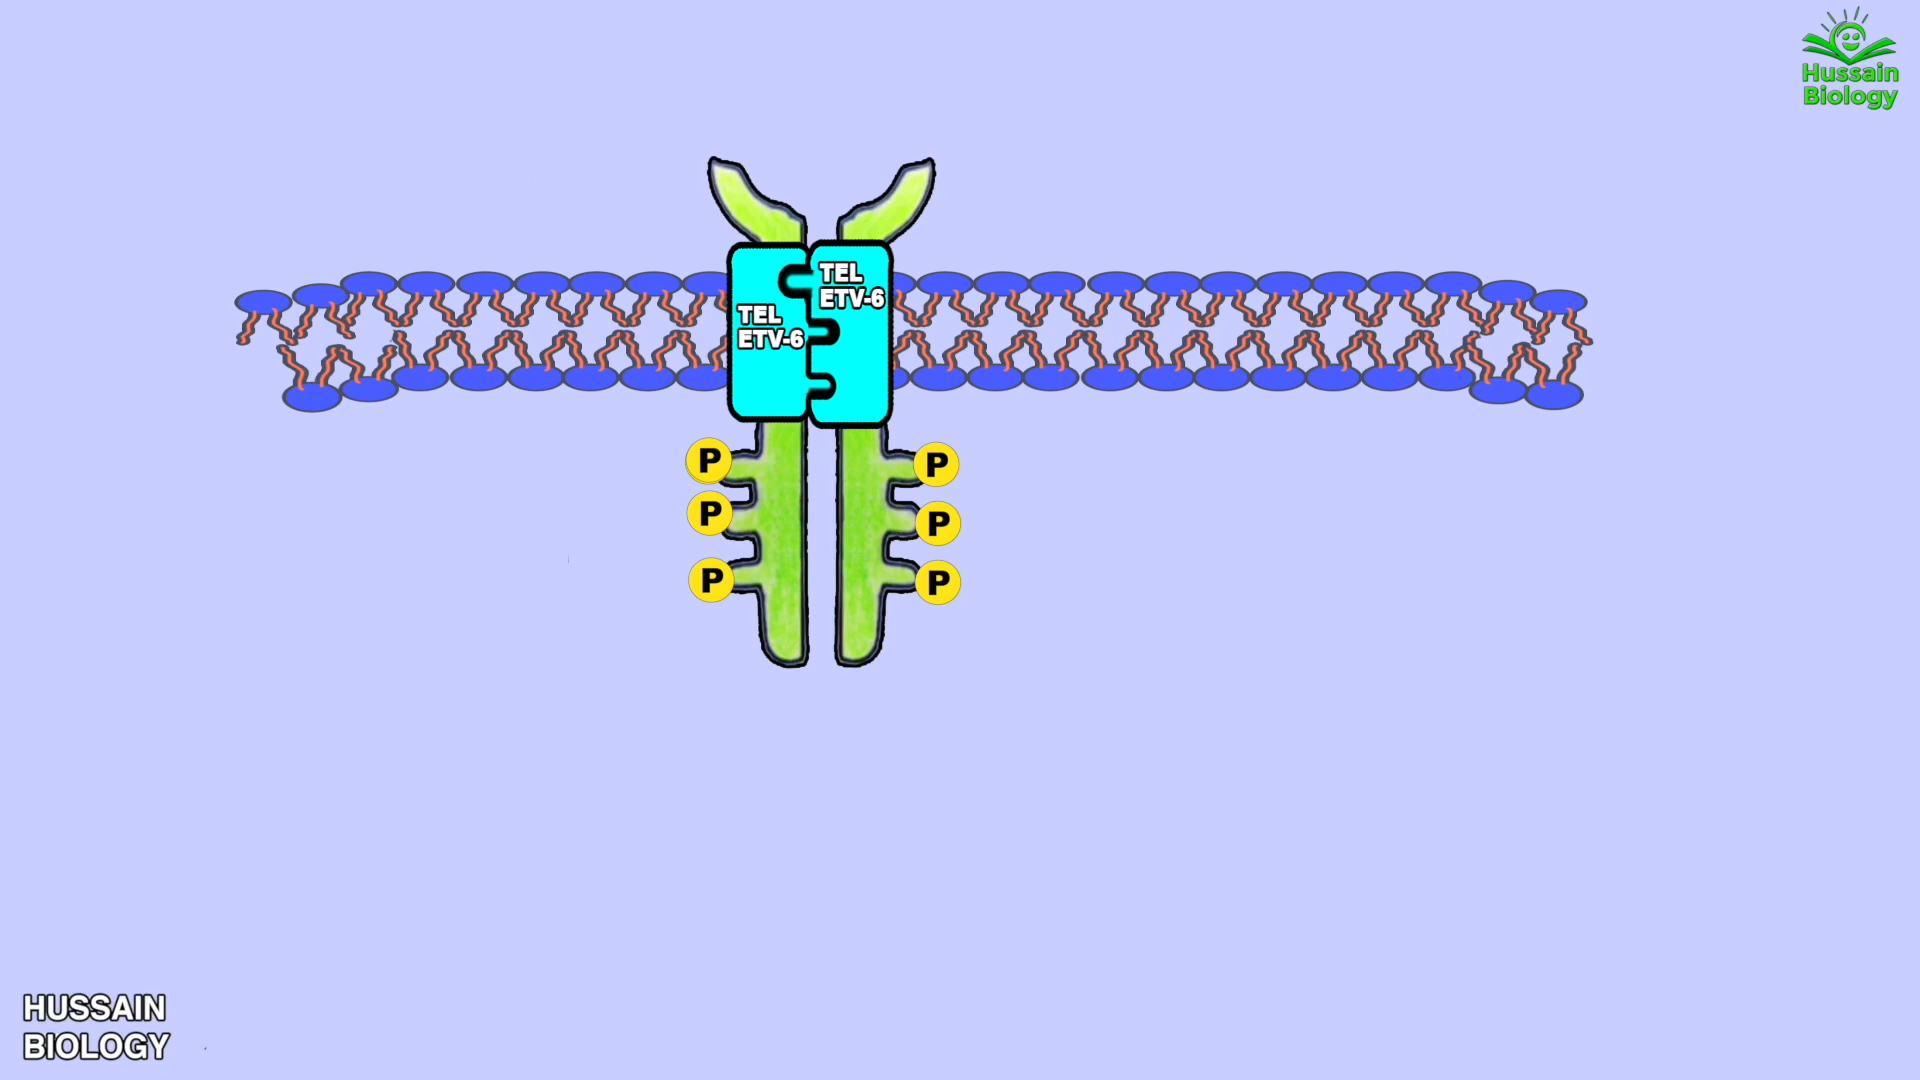 Hussain
Biology
TEL
ETV-6
TEL
ETV-6
P
P
P
P
P
P
HUSSAIN
BIOLOGY